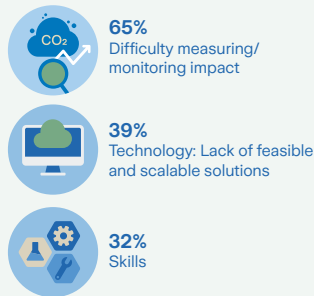 CO₂
65%
Difficulty measuring/
monitoring impact
39%
Technology: Lack of feasible
and scalable solutions
32%
Skills